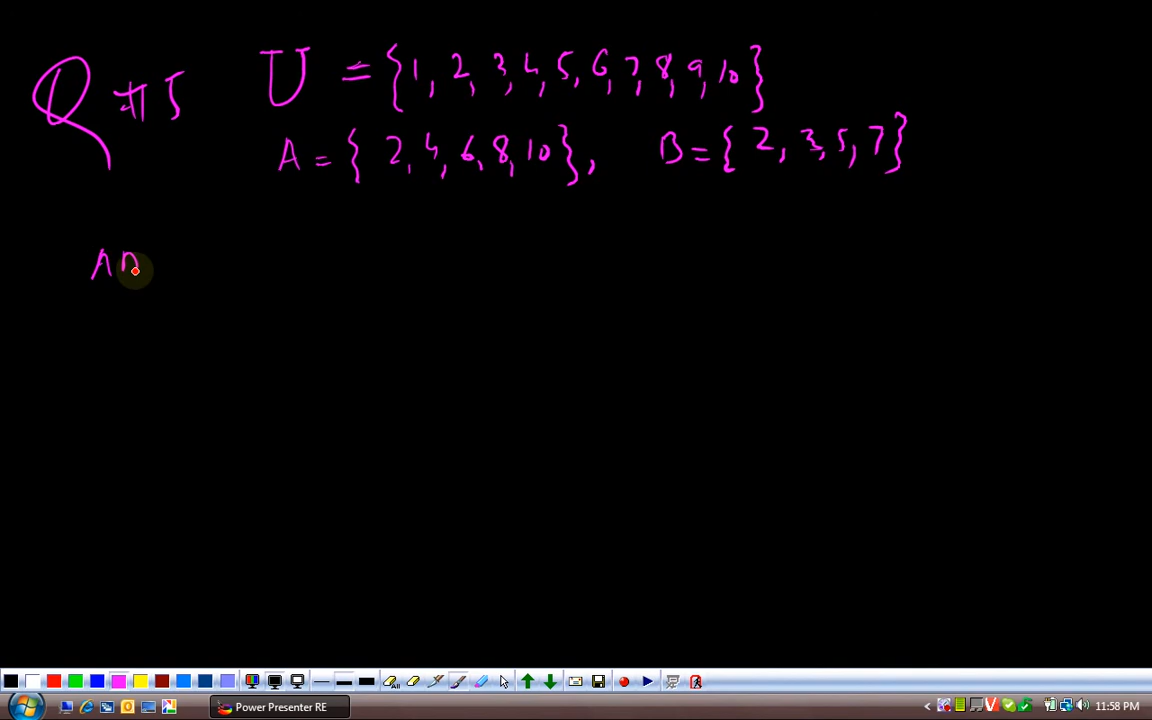 Q # 5 U = {1, 2, 3, 4, 5, 6, 7, 8, 9, 10}
A = {2, 4, 6, 8, 10}, B = {2, 3, 5, 7}
A ∩
All
Power Presenter RE 11:58 PM